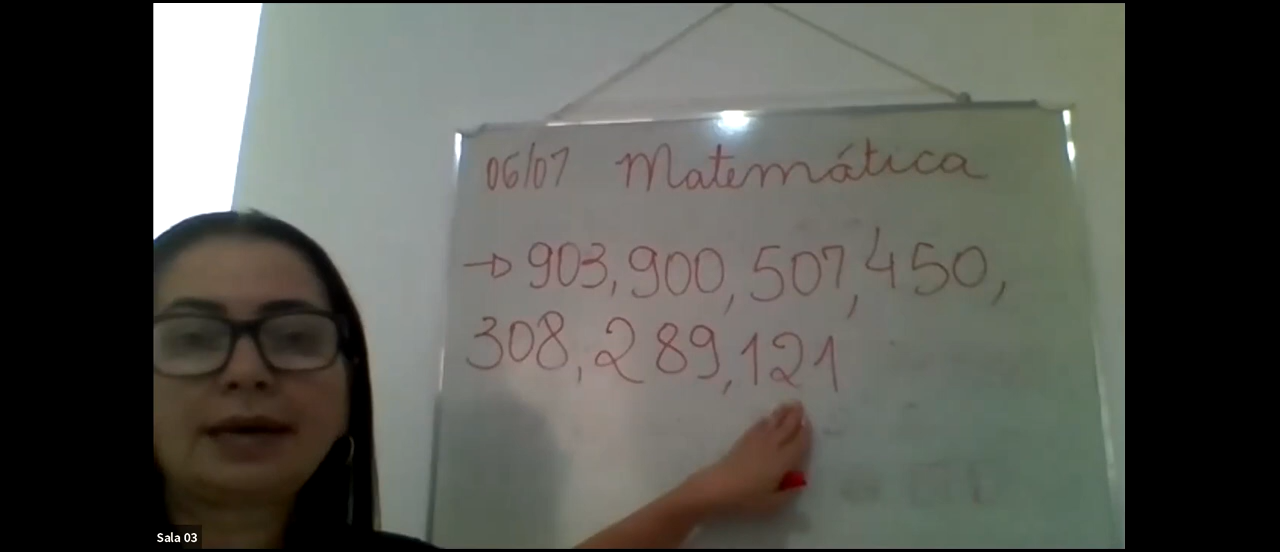 06/07 Matemática
→ 903, 900, 507, 450,
308, 289, 121
Sala 03